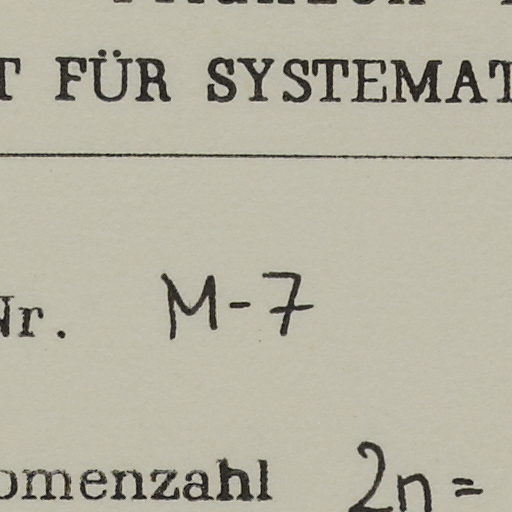 T FÜR SYSTEMAT
Nr. M-7
omenzahl 2n=